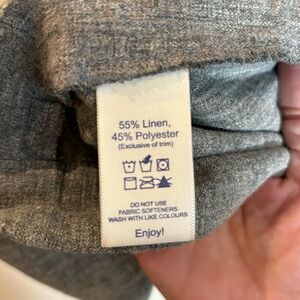 55% Linen,
45% Polyester
(Exclusive of trim)
DO NOT USE
FABRIC SOFTENERS.
WASH WITH LIKE COLOURS
Enjoy!